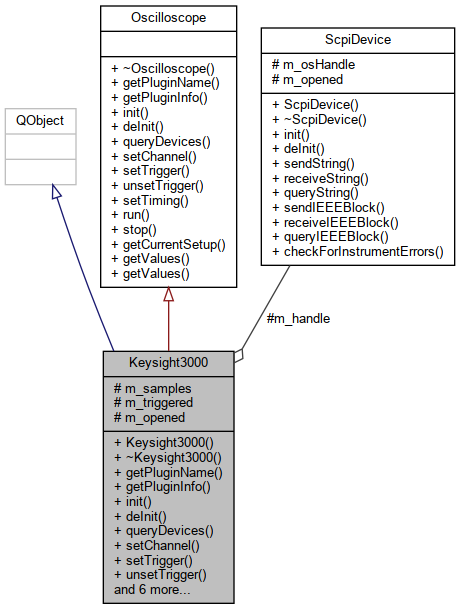 Oscilloscope
+ ~Oscilloscope()
+ getPluginName()
+ getPluginInfo()
+ init()
+ deInit()
+ queryDevices()
+ setChannel()
+ setTrigger()
+ unsetTrigger()
+ setTiming()
+ run()
+ stop()
+ getCurrentSetup()
+ getValues()
+ getValues()
ScpiDevice
# m_osHandle
# m_opened
+ ScpiDevice()
+ ~ScpiDevice()
+ init()
+ deInit()
+ sendString()
+ receiveString()
+ queryString()
+ sendIEEEBlock()
+ receiveIEEEBlock()
+ queryIEEEBlock()
+ checkForInstrumentErrors()
QObject
#m_handle
Keysight3000
# m_samples
# m_triggered
# m_opened
+ Keysight3000()
+ ~Keysight3000()
+ getPluginName()
+ getPluginInfo()
+ init()
+ deInit()
+ queryDevices()
+ setChannel()
+ setTrigger()
+ unsetTrigger()
and 6 more...